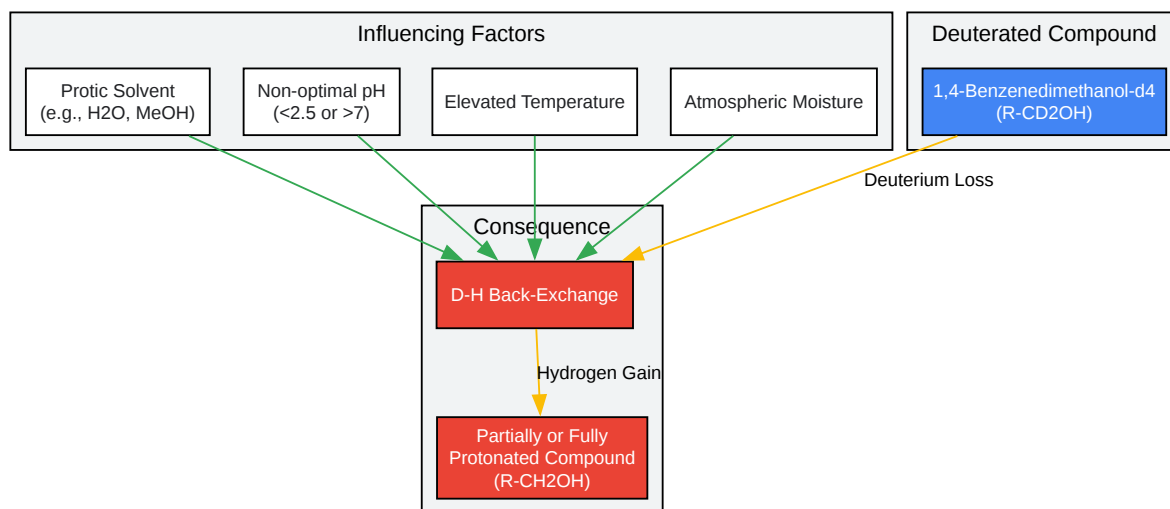 Influencing Factors
Protic Solvent
(e.g., H2O, MeOH)
Non-optimal pH
(<2.5 or >7)
Elevated Temperature
Atmospheric Moisture
Deuterated Compound
1,4-Benzenedimethanol-d4
(R-CD2OH)
Deuterium Loss
Consequence
D-H Back-Exchange
Hydrogen Gain
Partially or Fully
Protonated Compound
(R-CH2OH)